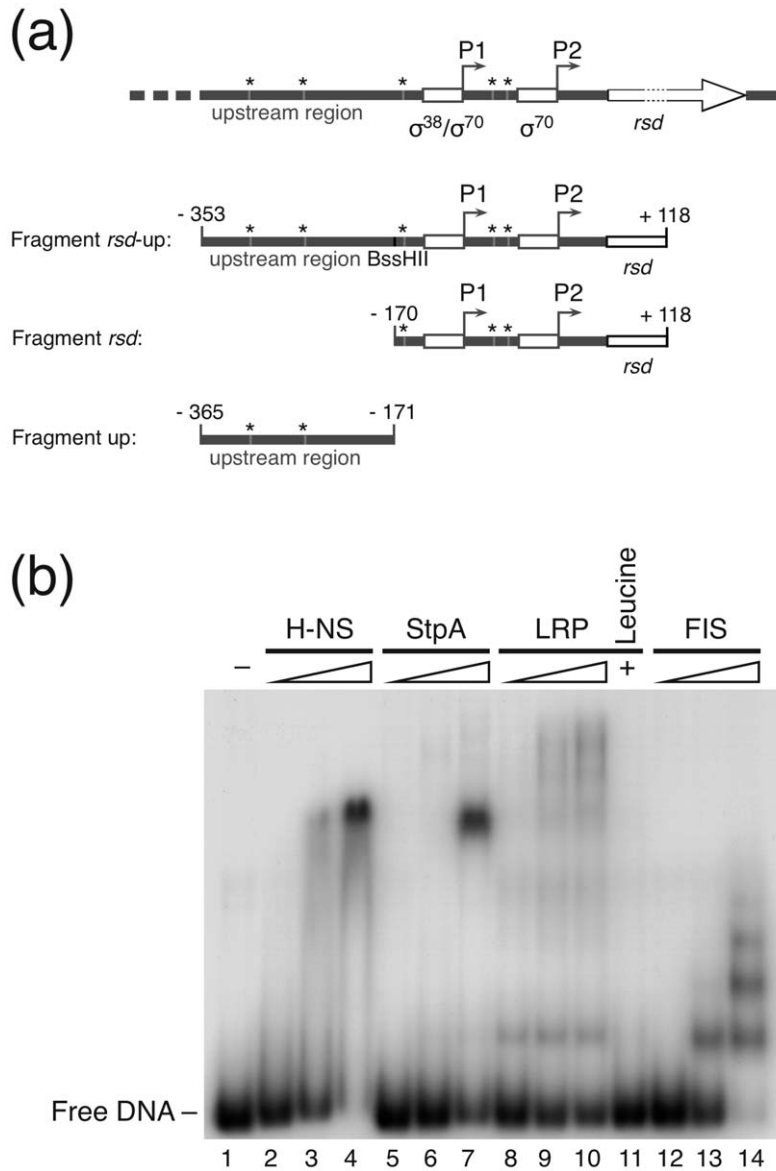 (a)
P1 P2
* * * * *
upstream region
σ38/σ70 σ70 rsd
P1 P2
- 353 + 118
* * * * *
Fragment rsd-up:
upstream region BssHII rsd
P1 P2
- 170 + 118
* * *
Fragment rsd:
rsd
- 365 - 171
* *
Fragment up:
upstream region
(b)
Leucine
H-NS StpA LRP FIS
– +
Free DNA –
1 2 3 4 5 6 7 8 9 10 11 12 13 14